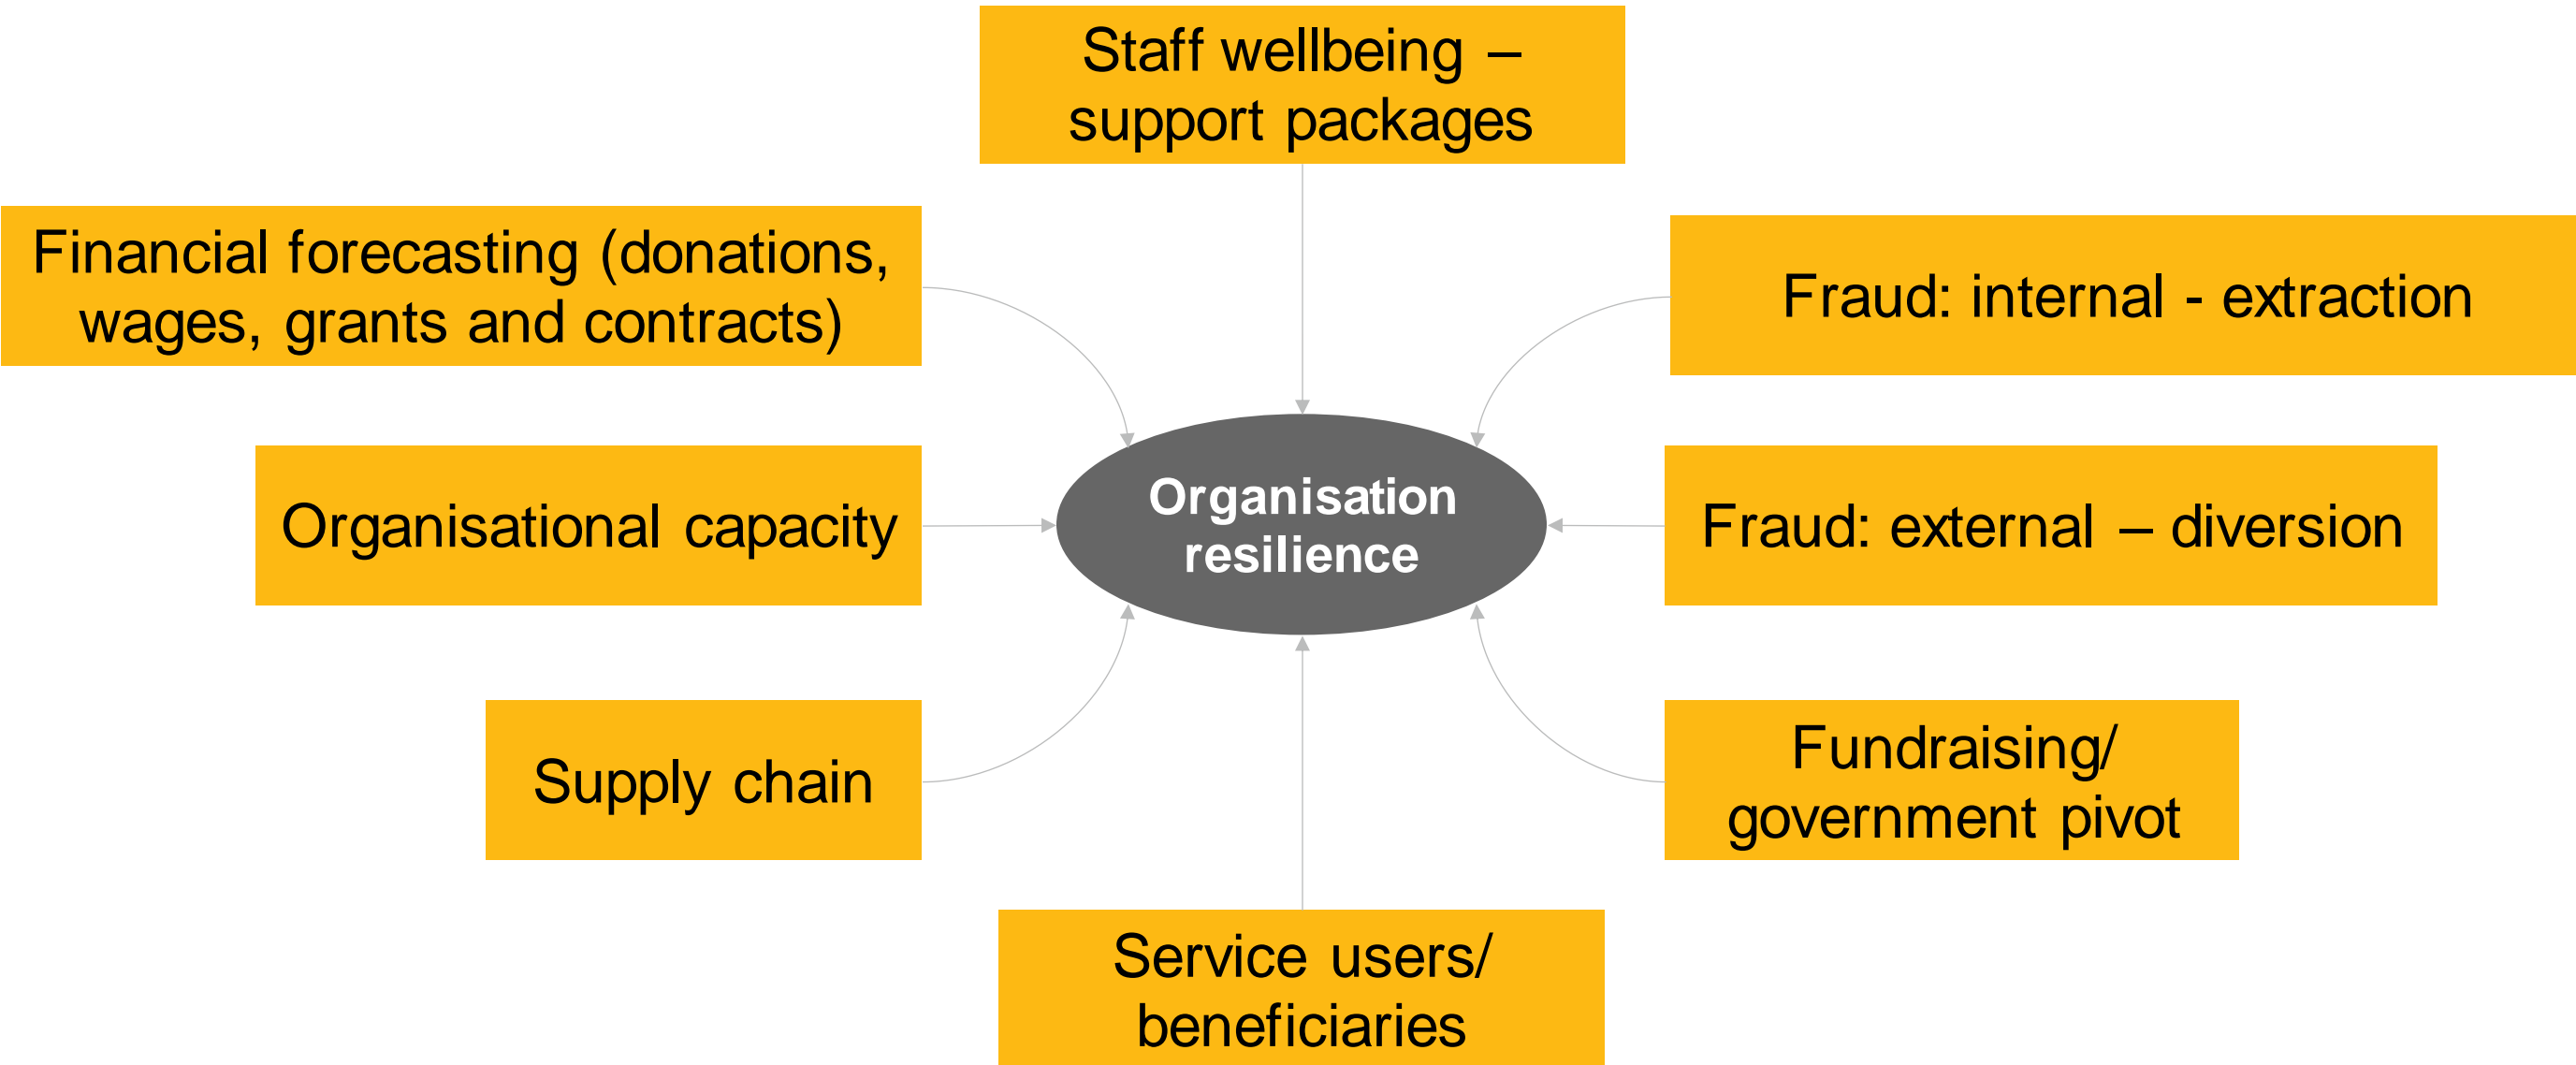 Staff wellbeing –
support packages
Financial forecasting (donations,
wages, grants and contracts)
Fraud: internal - extraction
Organisational capacity
Organisation
resilience
Fraud: external – diversion
Supply chain
Fundraising/
government pivot
Service users/
beneficiaries